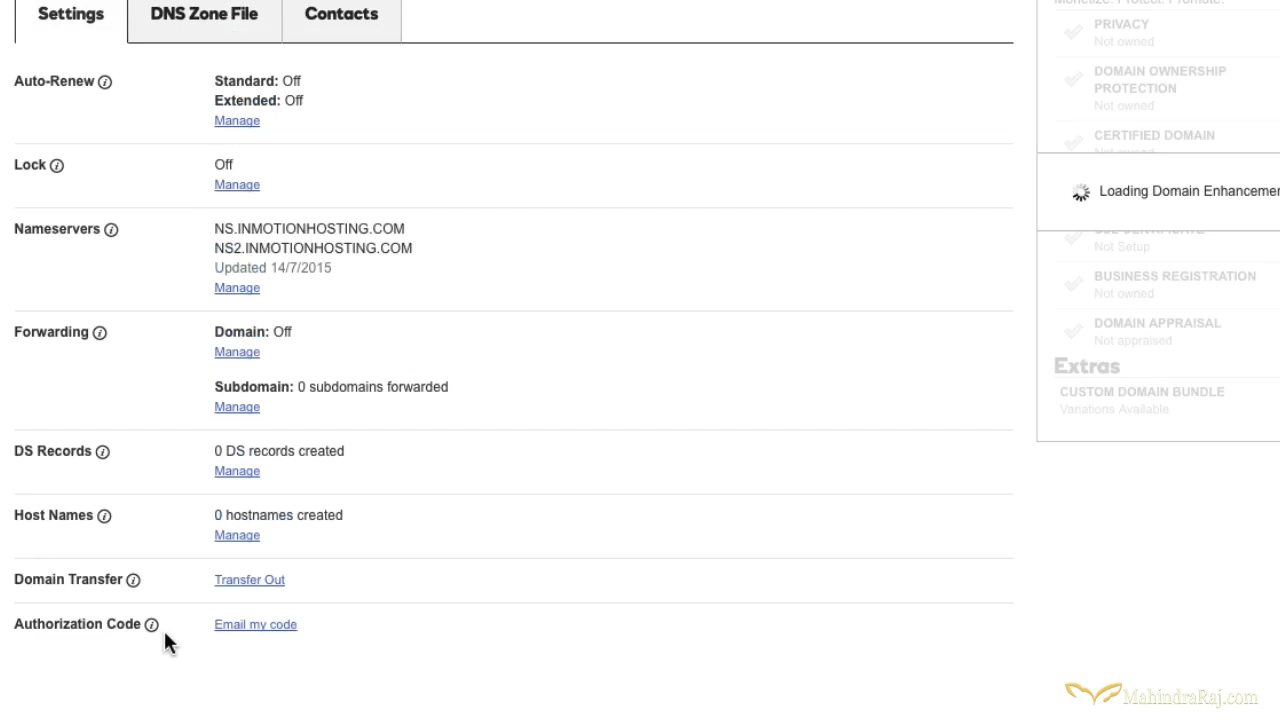 Settings
DNS Zone File
Contacts
Auto-Renew
Standard: Off
Extended: Off
Manage
Lock
Off
Manage
Nameservers
NS.INMOTIONHOSTING.COM
NS2.INMOTIONHOSTING.COM
Updated 14/7/2015
Manage
Forwarding
Domain: Off
Manage
Subdomain: 0 subdomains forwarded
Manage
DS Records
0 DS records created
Manage
Host Names
0 hostnames created
Manage
Domain Transfer
Transfer Out
Authorization Code
Email my code
Monetize. Protect. Promote.
PRIVACY
Not owned
DOMAIN OWNERSHIP
PROTECTION
Not owned
CERTIFIED DOMAIN
Loading Domain Enhancemen
Not Setup
BUSINESS REGISTRATION
Not owned
DOMAIN APPRAISAL
Not appraised
Extras
CUSTOM DOMAIN BUNDLE
Variations Available
MahindraRaj.com